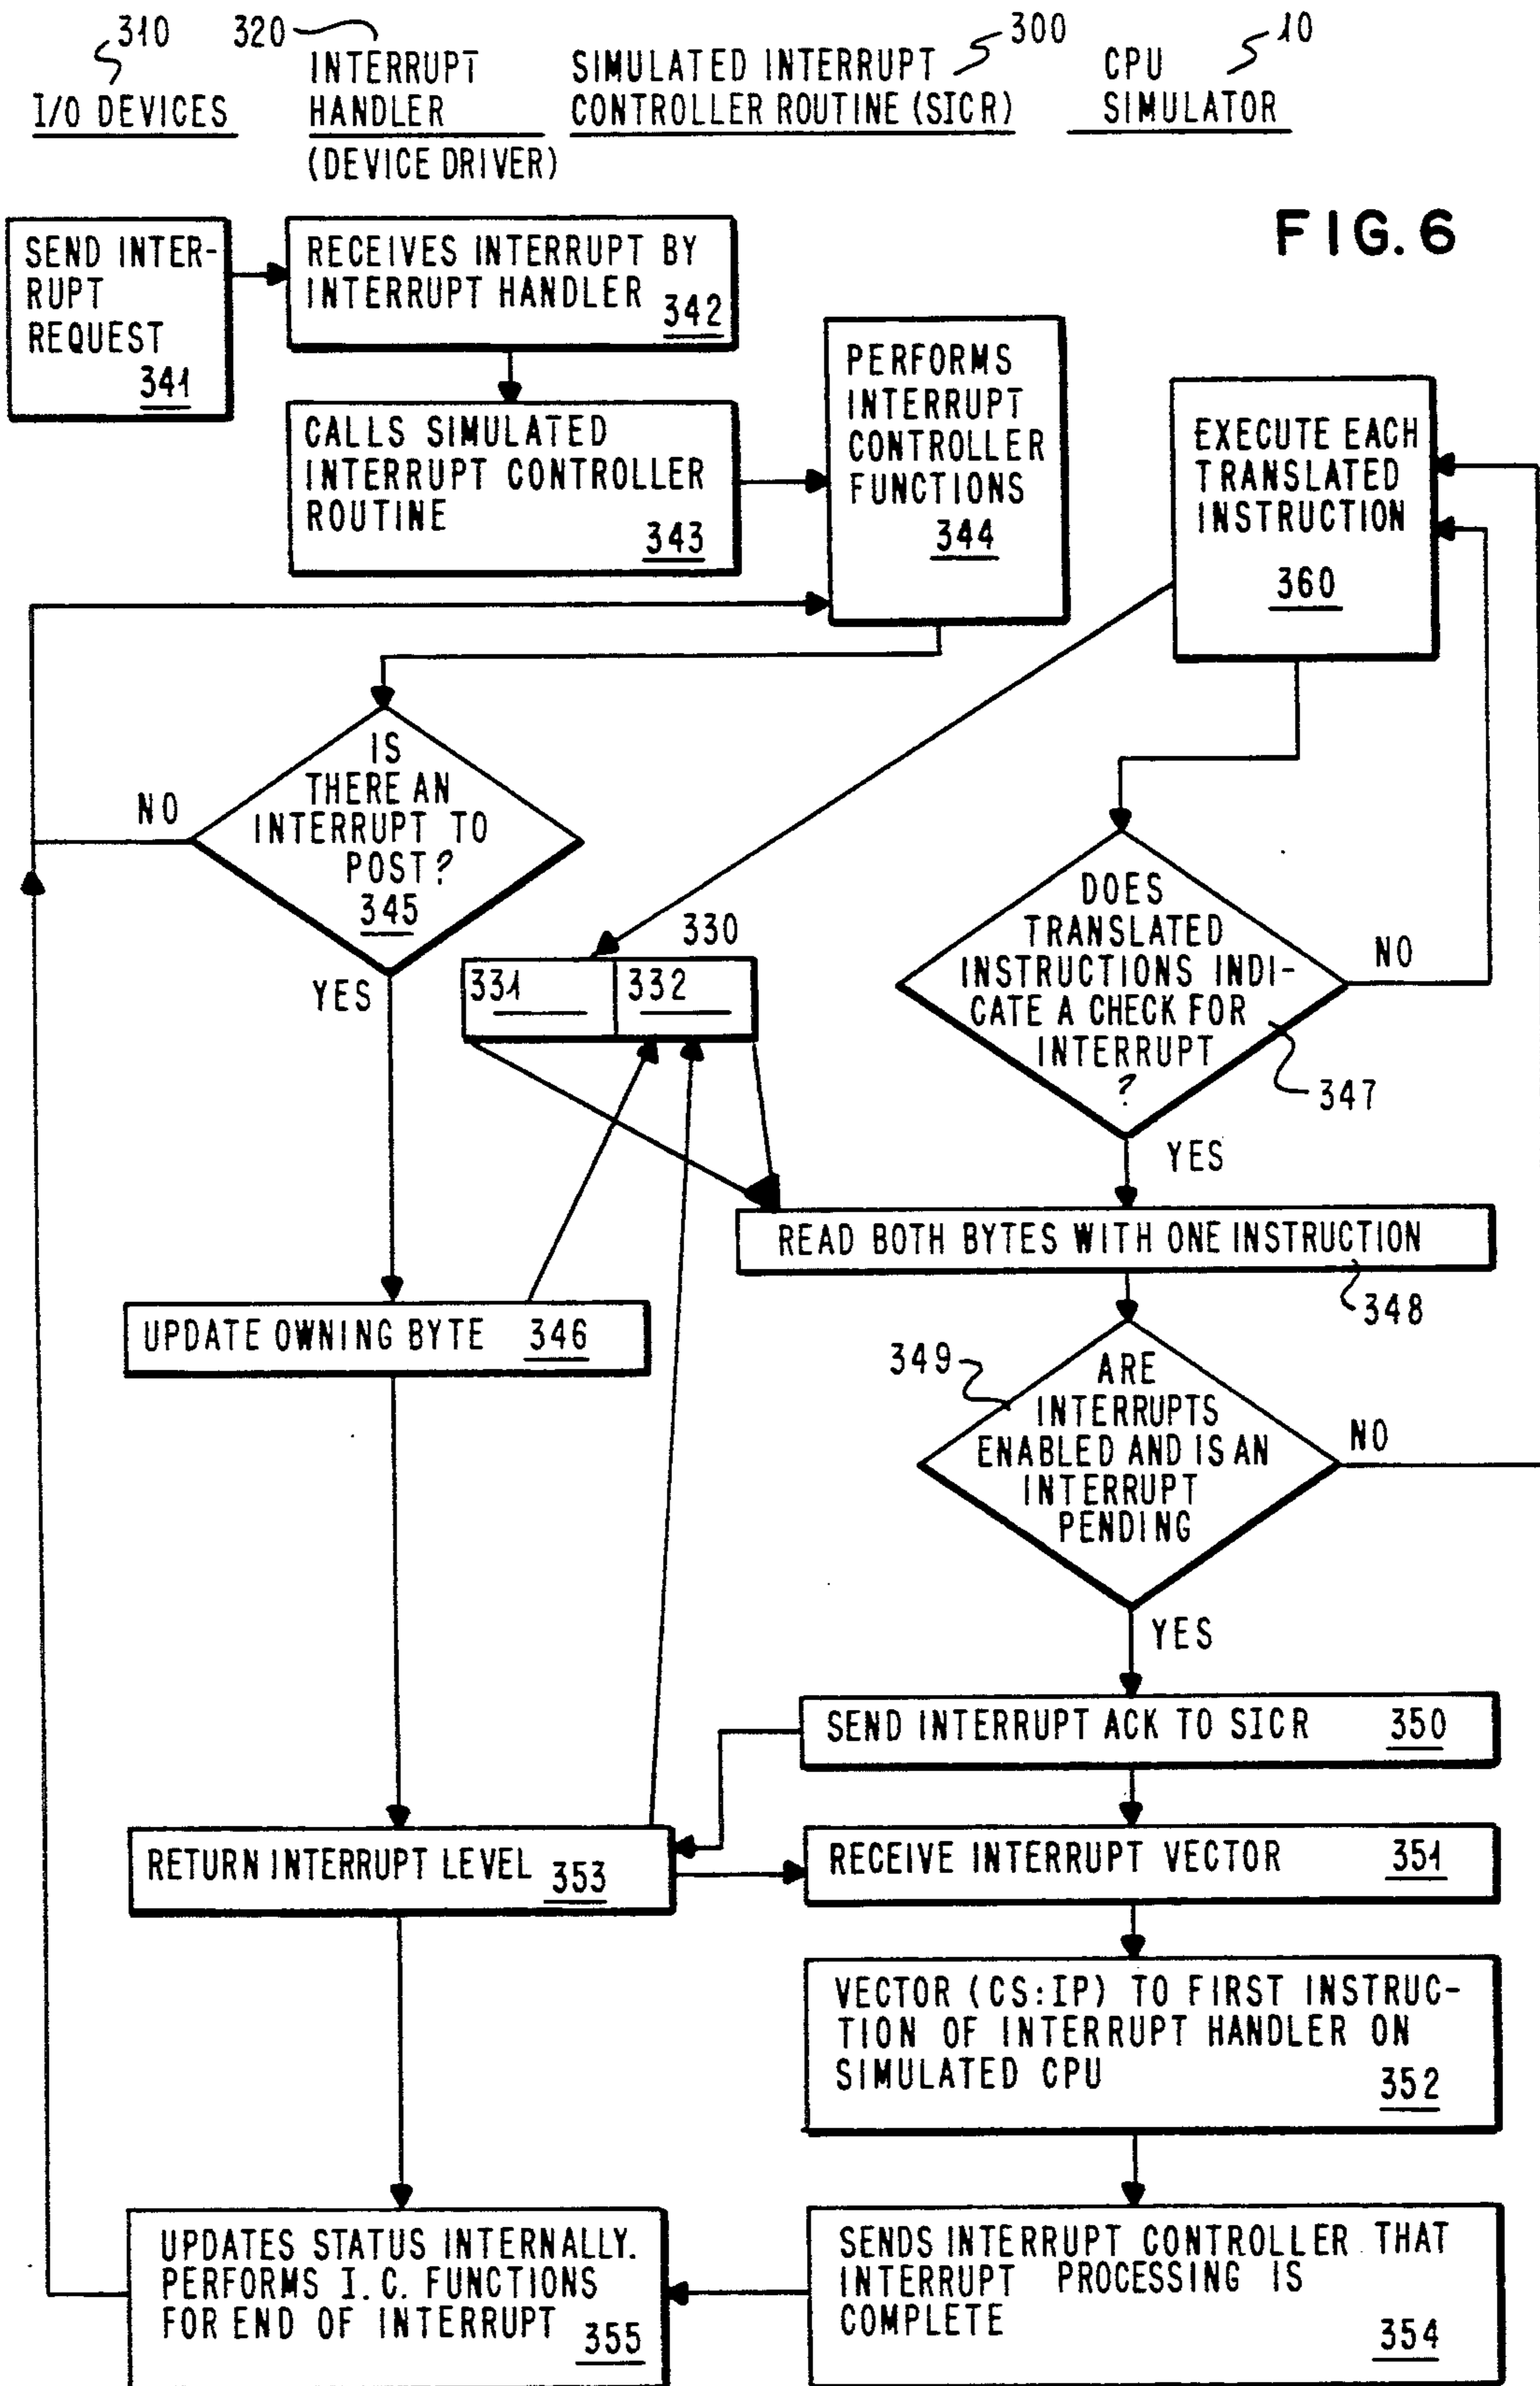 310
I/O DEVICES
320
INTERRUPT
HANDLER
(DEVICE DRIVER)
SIMULATED INTERRUPT
CONTROLLER ROUTINE (SICR)
300
CPU
SIMULATOR
10
FIG. 6
SEND INTER-
RUPT
REQUEST
341
RECEIVES INTERRUPT BY
INTERRUPT HANDLER
342
CALLS SIMULATED
INTERRUPT CONTROLLER
ROUTINE
343
PERFORMS
INTERRUPT
CONTROLLER
FUNCTIONS
344
EXECUTE EACH
TRANSLATED
INSTRUCTION
360
IS
THERE AN
INTERRUPT TO
POST?
345
NO
YES
330
331
332
DOES
TRANSLATED
INSTRUCTIONS INDI-
CATE A CHECK FOR
INTERRUPT
?
347
NO
YES
READ BOTH BYTES WITH ONE INSTRUCTION
348
UPDATE OWNING BYTE 346
349
ARE
INTERRUPTS
ENABLED AND IS AN
INTERRUPT
PENDING
NO
YES
SEND INTERRUPT ACK TO SICR 350
RETURN INTERRUPT LEVEL 353
RECEIVE INTERRUPT VECTOR 351
VECTOR (CS:IP) TO FIRST INSTRUC-
TION OF INTERRUPT HANDLER ON
SIMULATED CPU
352
UPDATES STATUS INTERNALLY.
PERFORMS I.C. FUNCTIONS
FOR END OF INTERRUPT
355
SENDS INTERRUPT CONTROLLER THAT
INTERRUPT PROCESSING IS
COMPLETE
354